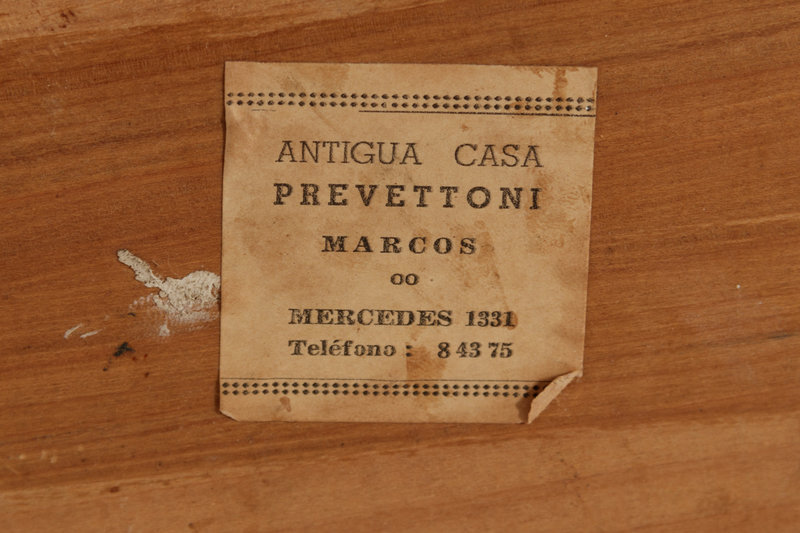 ANTIGUA CASA
PREVETTONI
MARCOS
oo
MERCEDES 1331
Teléfono : 8 43 75